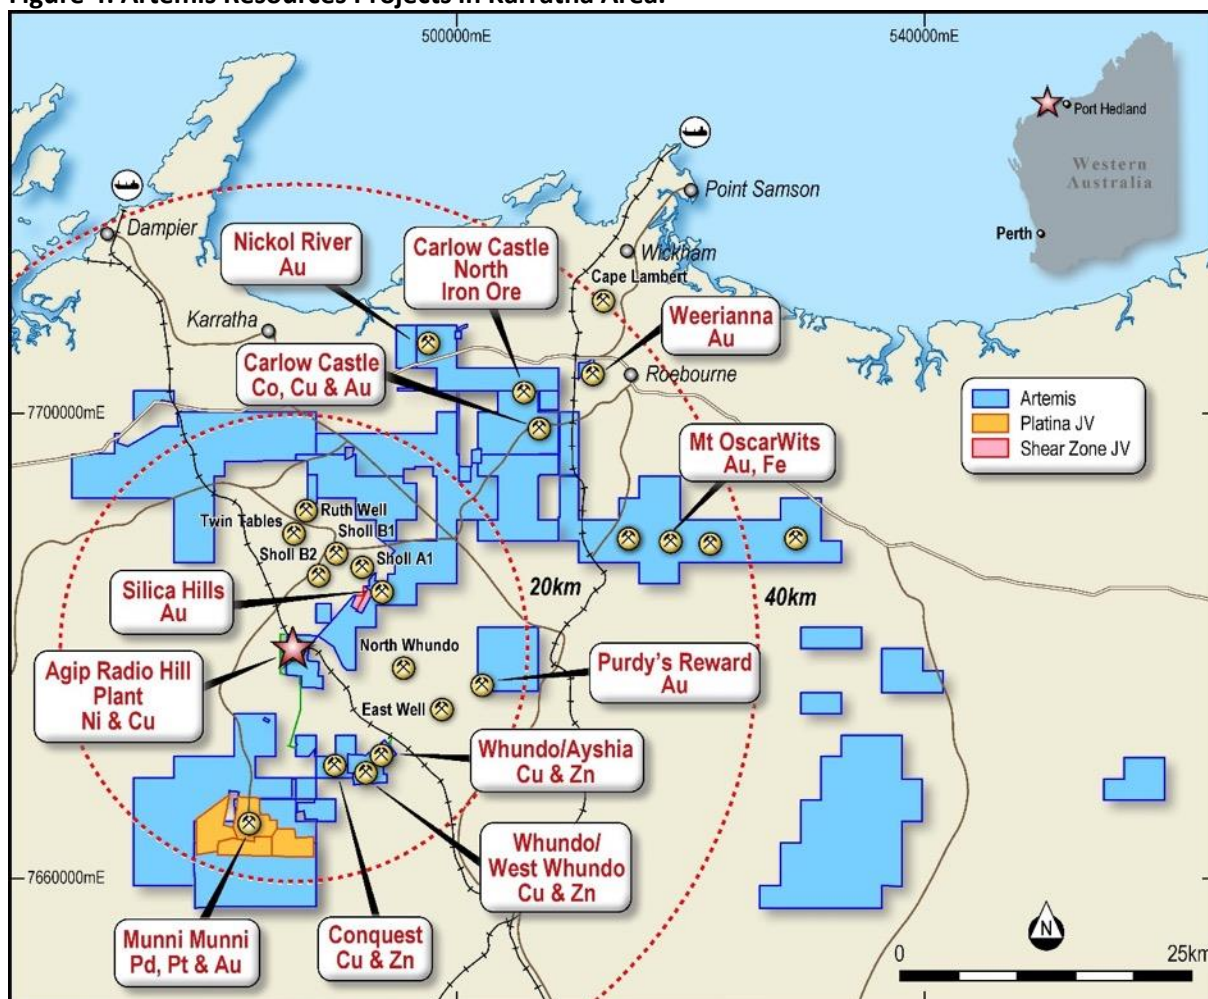 Figure 4: Artemis Resources Projects in Karratha Area.
500000mE
540000mE
Port Hedland
Western
Australia
Perth
Point Samson
Dampier
Wickham
Nickol River
Au
Carlow Castle
North
Iron Ore
Cape Lambert
Karratha
Weerianna
Au
Carlow Castle
Co, Cu & Au
Roebourne
7700000mE
Artemis
Platina JV
Shear Zone JV
Mt OscarWits
Au, Fe
Ruth Well
Twin Tables
Sholl B1
Sholl B2
Sholl A1
Silica Hills
Au
20km
40km
North Whundo
Agip Radio Hill
Plant
Ni & Cu
Purdy's Reward
Au
East Well
Whundo/Ayshia
Cu & Zn
Whundo/
West Whundo
Cu & Zn
7660000mE
Munni Munni
Pd, Pt & Au
Conquest
Cu & Zn
N
0
25km